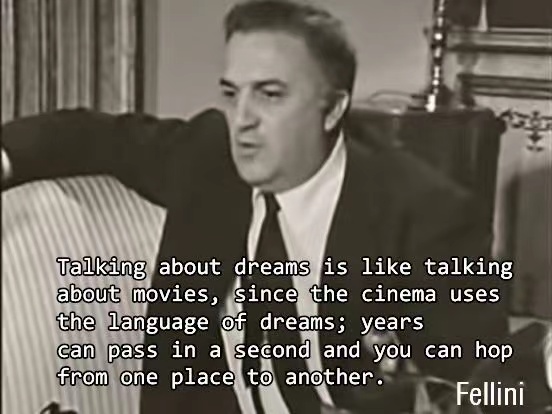 Talking about dreams is like talking
about movies, since the cinema uses
the language of dreams; years
can pass in a second and you can hop
from one place to another.
Fellini